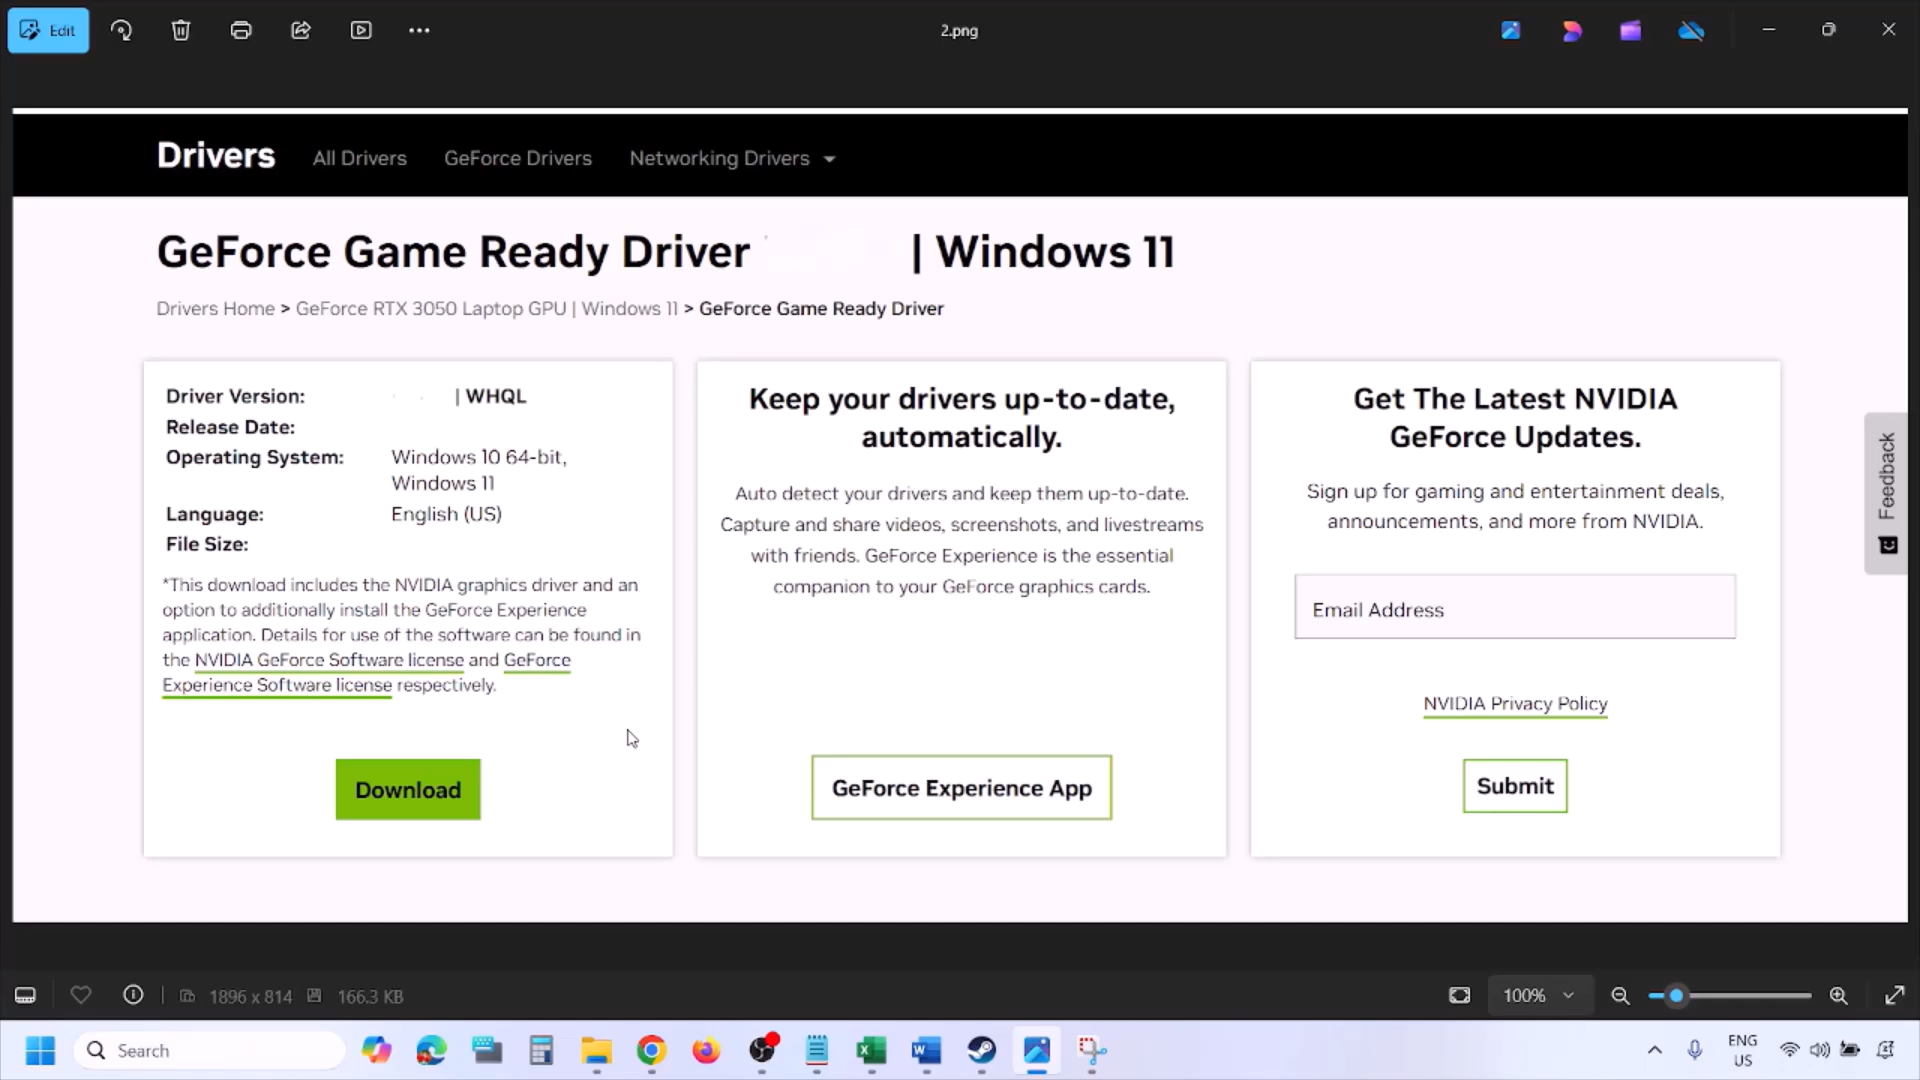 Edit
2.png
Drivers All Drivers GeForce Drivers Networking Drivers
GeForce Game Ready Driver | Windows 11
Drivers Home > GeForce RTX 3050 Laptop GPU | Windows 11 > GeForce Game Ready Driver
Driver Version: | WHQL
Release Date:
Operating System: Windows 10 64-bit,
Windows 11
Language: English (US)
File Size:
*This download includes the NVIDIA graphics driver and an
option to additionally install the GeForce Experience
application. Details for use of the software can be found in
the NVIDIA GeForce Software license and GeForce
Experience Software license respectively.
Download
Keep your drivers up-to-date,
automatically.
Auto detect your drivers and keep them up-to-date.
Capture and share videos, screenshots, and livestreams
with friends. GeForce Experience is the essential
companion to your GeForce graphics cards.
GeForce Experience App
Get The Latest NVIDIA
GeForce Updates.
Sign up for gaming and entertainment deals,
announcements, and more from NVIDIA.
Email Address
NVIDIA Privacy Policy
Submit
Feedback
1896 x 814 166.3 KB
100%
Search
ENG
US